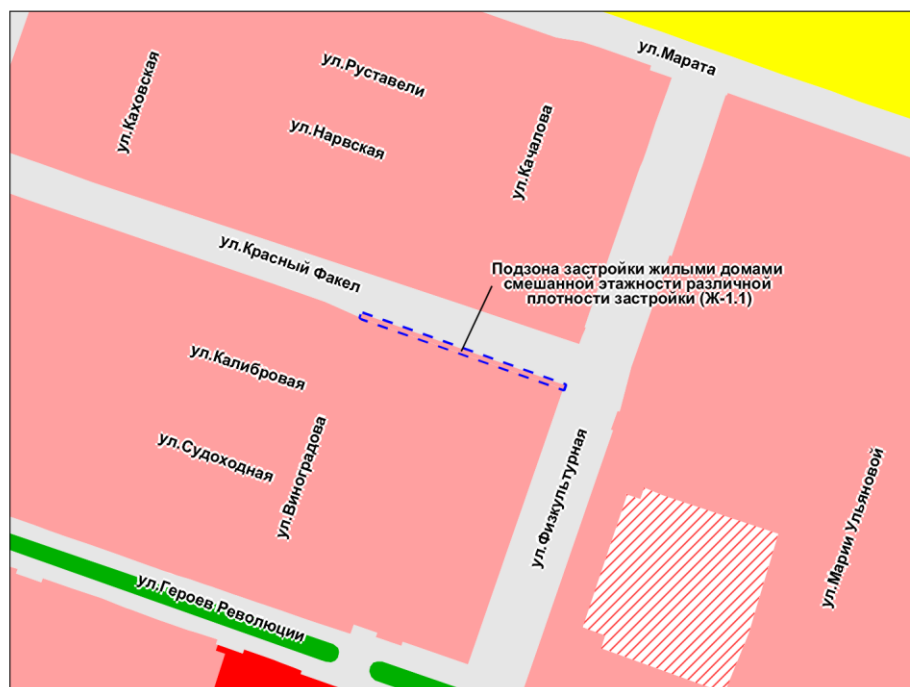 ул.Марата
ул.Руставели
ул.Каховская
ул.Нарвская
ул.Качалова
ул.Красный Факел
Подзона застройки жилыми домами
смешанной этажности различной
плотности застройки (Ж-1.1)
ул.Калибровая
ул.Судоходная
ул.Виноградова
ул.Физкультурная
ул.Марии Ульяновой
ул.Героев Революции